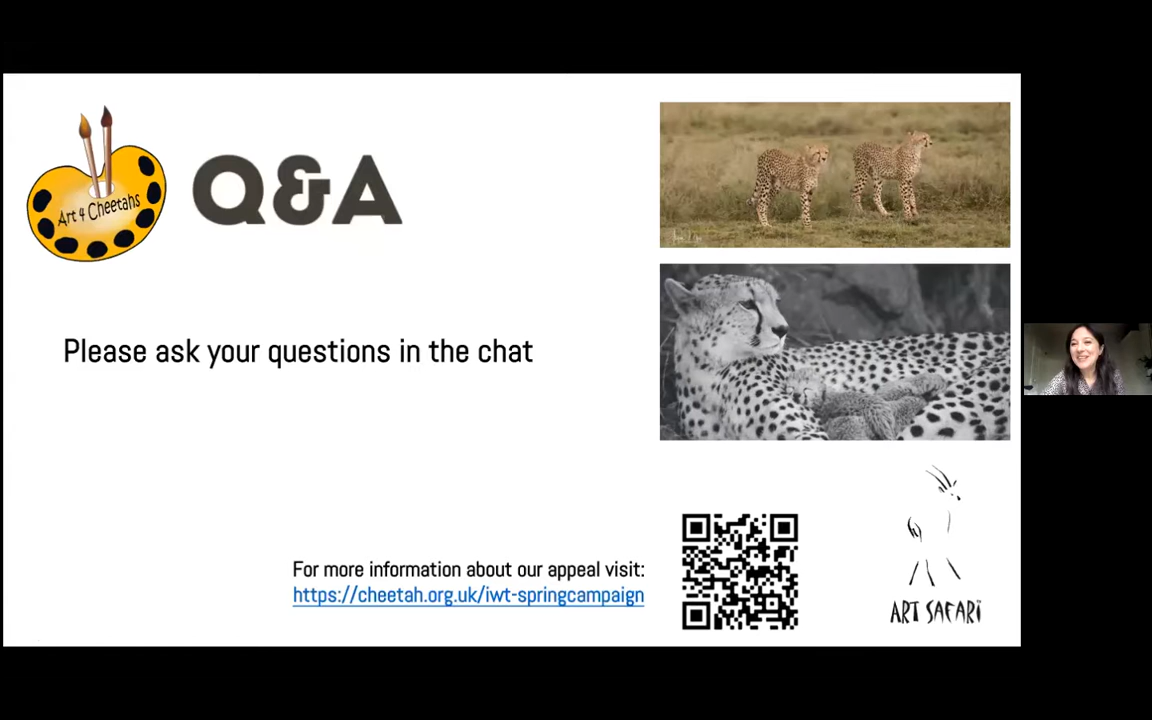 Art 4 Cheetahs
Q&A
Please ask your questions in the chat
For more information about our appeal visit:
https://cheetah.org.uk/iwt-springcampaign
ART SAFARI